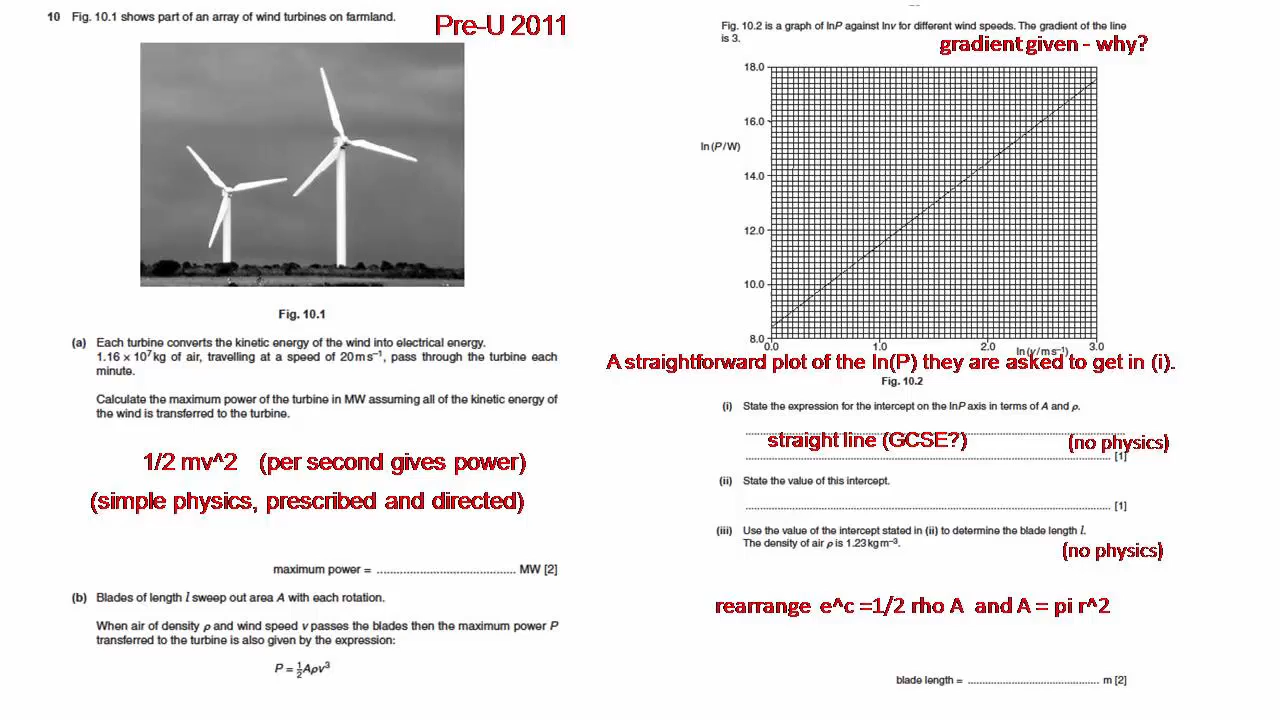 10 Fig. 10.1 shows part of an array of wind turbines on farmland.
Pre-U 2011
Fig. 10.1
(a) Each turbine converts the kinetic energy of the wind into electrical energy.
1.16 × 10⁷ kg of air, travelling at a speed of 20 m s⁻¹, pass through the turbine each
minute.
Calculate the maximum power of the turbine in MW assuming all of the kinetic energy of
the wind is transferred to the turbine.
1/2 mv^2 (per second gives power)
(simple physics, prescribed and directed)
maximum power = .......................................... MW [2]
(b) Blades of length l sweep out area A with each rotation.
When air of density ρ and wind speed v passes the blades then the maximum power P
transferred to the turbine is also given by the expression:
P = ½Aρv³
Fig. 10.2 is a graph of lnP against lnv for different wind speeds. The gradient of the line
is 3.
gradient given - why?
18.0
16.0
ln (P / W)
14.0
12.0
10.0
8.0
0.0 1.0 2.0 3.0
ln (v / m s⁻¹)
A straightforward plot of the ln(P) they are asked to get in (i).
Fig. 10.2
(i) State the expression for the intercept on the lnP axis in terms of A and ρ.
straight line (GCSE?) (no physics)
[1]
(ii) State the value of this intercept.
[1]
(iii) Use the value of the intercept stated in (ii) to determine the blade length l.
The density of air ρ is 1.23 kg m⁻³.
(no physics)
rearrange e^c =1/2 rho A and A = pi r^2
blade length = ....................................... m [2]